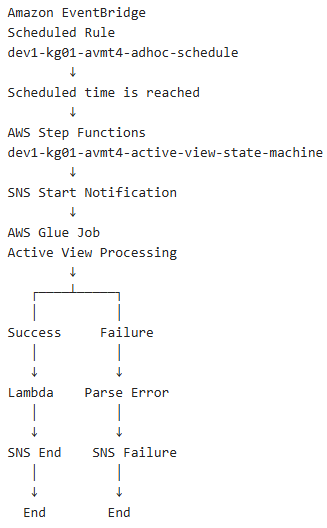 Amazon EventBridge
Scheduled Rule
dev1-kg01-avmt4-adhoc-schedule
↓
Scheduled time is reached
↓
AWS Step Functions
dev1-kg01-avmt4-active-view-state-machine
↓
SNS Start Notification
↓
AWS Glue Job
Active View Processing
↓
Success Failure
↓ ↓
Lambda Parse Error
↓ ↓
SNS End SNS Failure
↓ ↓
End End